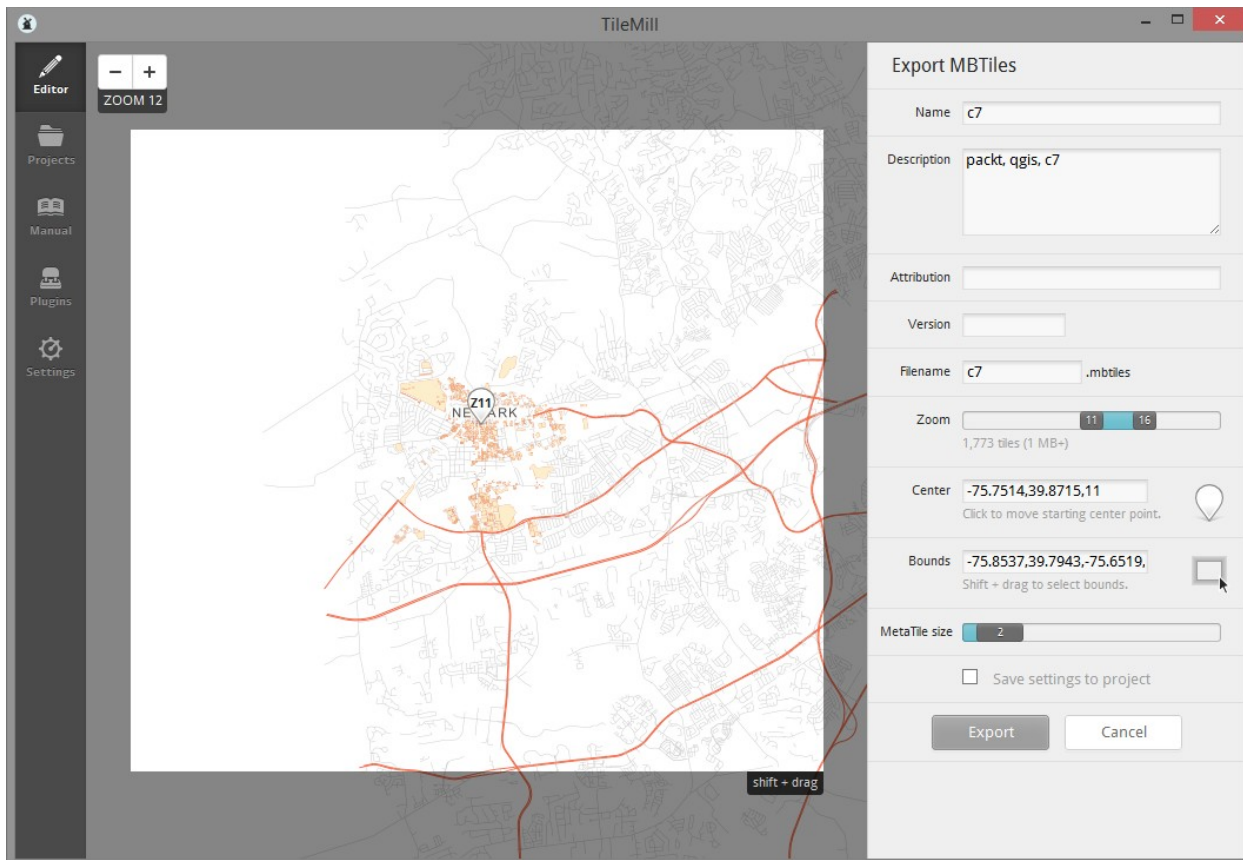 TileMill
Editor
Projects
Manual
Plugins
Settings
ZOOM 12
Z11
NEWARK
shift + drag
Export MBTiles
Name c7
Description packt, qgis, c7
Attribution
Version
Filename c7 .mbtiles
Zoom 11 16
1,773 tiles (1 MB+)
Center -75.7514,39.8715,11
Click to move starting center point.
Bounds -75.8537,39.7943,-75.6519,
Shift + drag to select bounds.
MetaTile size 2
Save settings to project
Export Cancel